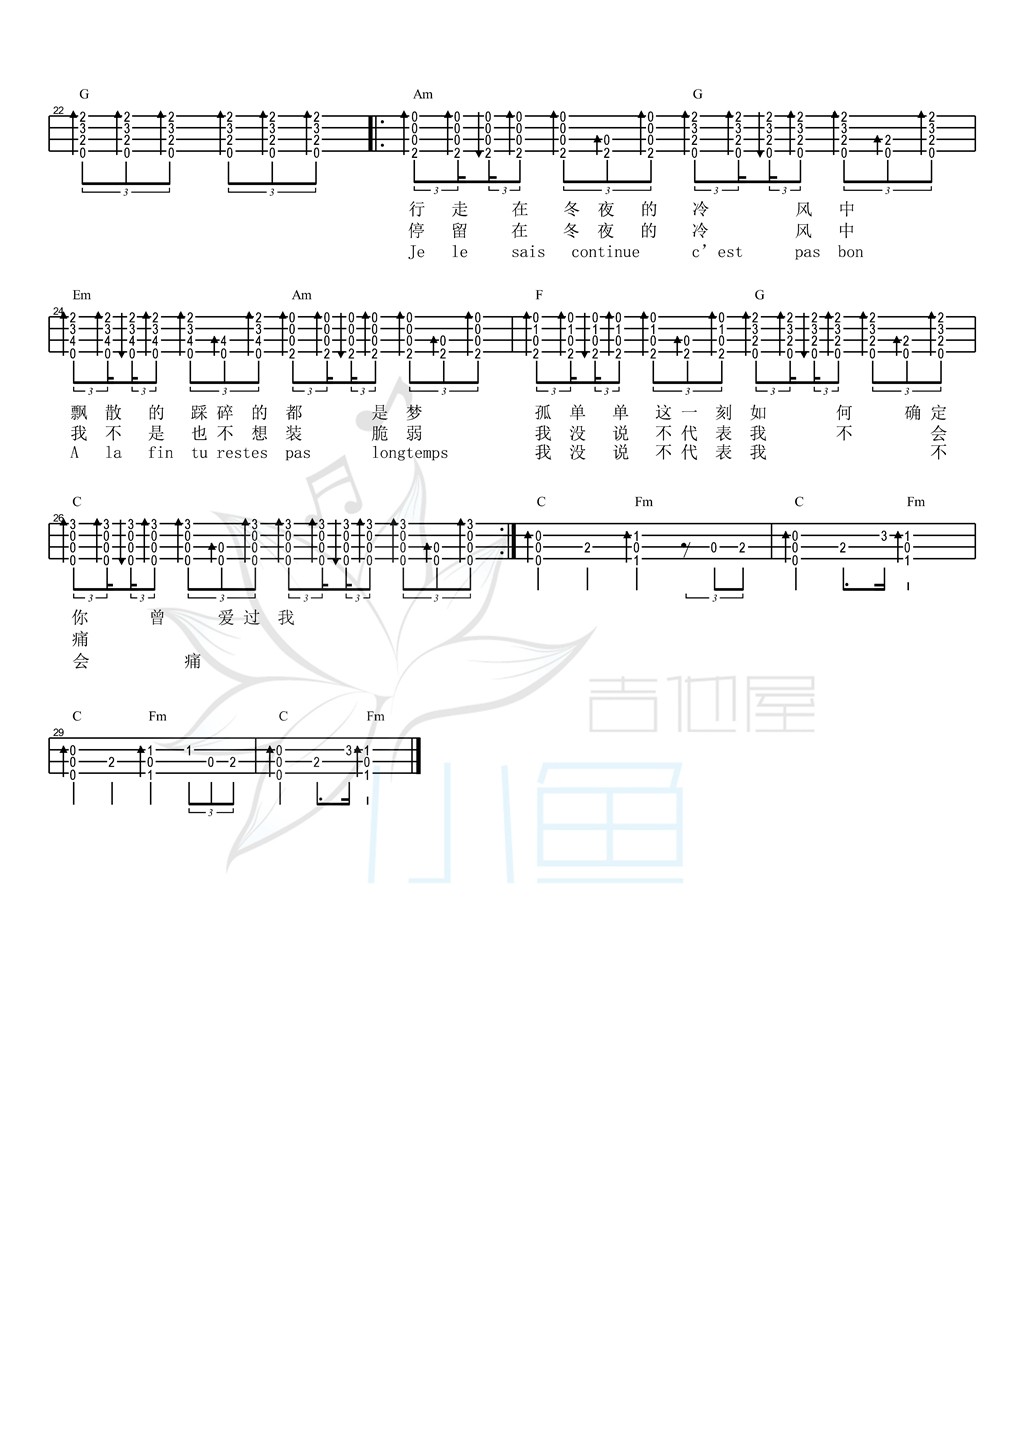 G Am G
22
行 走 在 冬 夜 的 冷 风 中
停 留 在 冬 夜 的 冷 风 中
Je le sais continue c'est pas bon
Em Am F G
24
飘 散 的 踩 碎 的 都 是 梦 孤 单 单 这 一 刻 如 何 确 定
我 不 是 也 不 想 装 脆 弱 我 没 说 不 代 表 我 不 会
A la fin tu restes pas longtemps 我 没 说 不 代 表 我 不
C C Fm C Fm
26
你 曾 爱 过 我
痛
会 痛
吉他屋
C Fm C Fm
29
小鱼